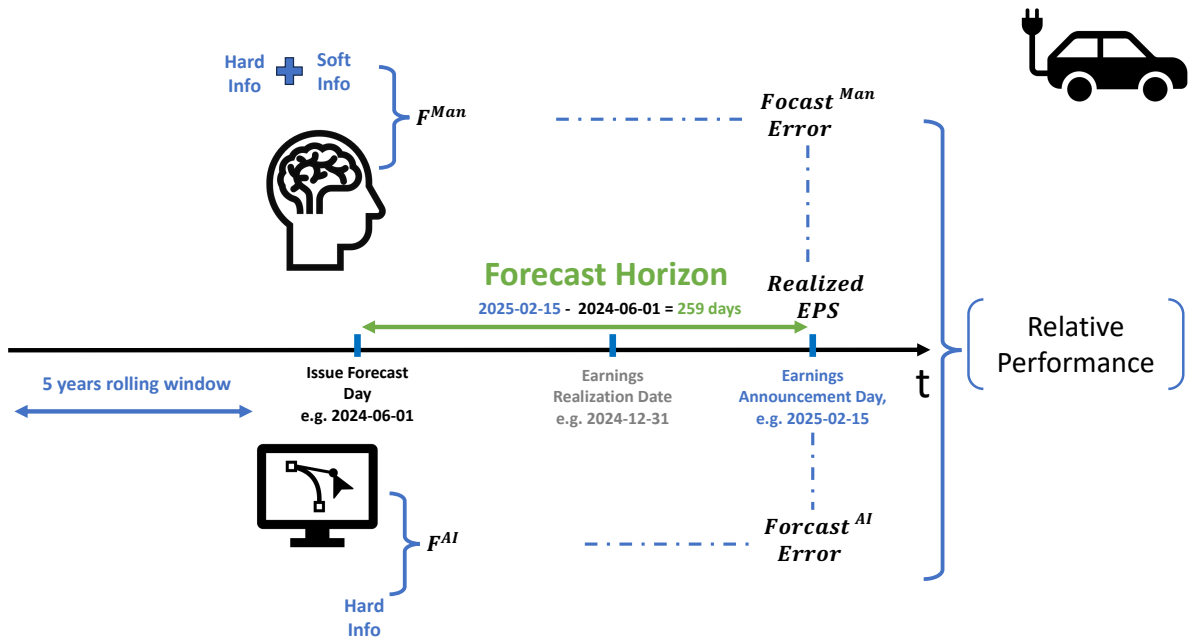 Hard Info
Soft Info
F^Man
Focast ^Man
Error
Forecast Horizon
2025-02-15 - 2024-06-01 = 259 days
Realized
EPS
5 years rolling window
Issue Forecast
Day
e.g. 2024-06-01
Earnings
Realization Date
e.g. 2024-12-31
Earnings
Announcement Day,
e.g. 2025-02-15
t
Relative
Performance
F^AI
Forcast ^AI
Error
Hard
Info